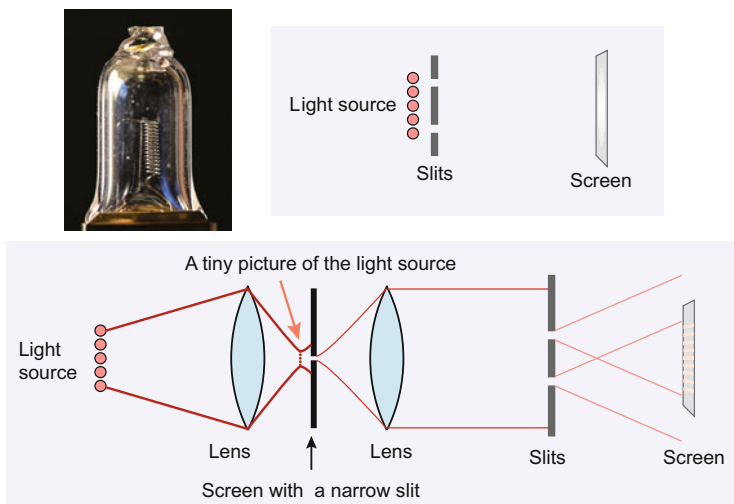 Light source
Slits
Screen
A tiny picture of the light source
Light
source
Lens
Lens
Slits
Screen
Screen with a narrow slit